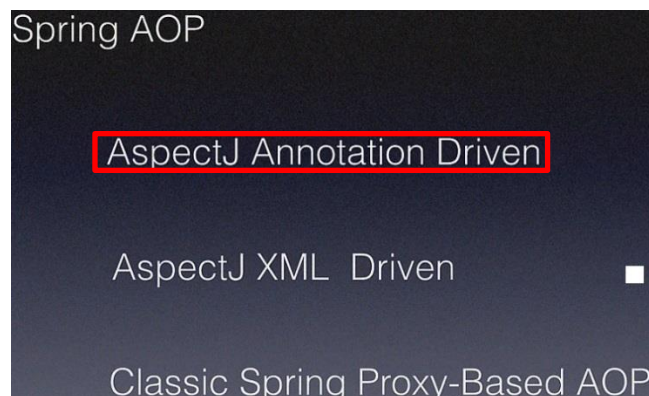 Spring AOP
AspectJ Annotation Driven
AspectJ XML Driven
Classic Spring Proxy-Based AOP